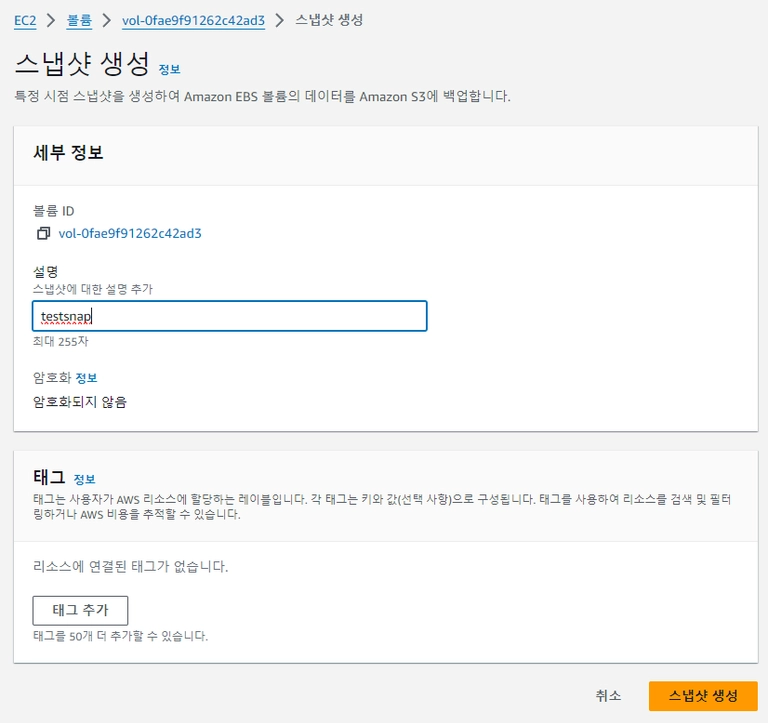 EC2 > 볼륨 > vol-0fae9f91262c42ad3 > 스냅샷 생성
스냅샷 생성 정보
특정 시점 스냅샷을 생성하여 Amazon EBS 볼륨의 데이터를 Amazon S3에 백업합니다.
세부 정보
볼륨 ID
vol-0fae9f91262c42ad3
설명
스냅샷에 대한 설명 추가
testsnap
최대 255자
암호화 정보
암호화되지 않음
태그 정보
태그는 사용자가 AWS 리소스에 할당하는 레이블입니다. 각 태그는 키와 값(선택 사항)으로 구성됩니다. 태그를 사용하여 리소스를 검색 및 필터
링하거나 AWS 비용을 추적할 수 있습니다.
리소스에 연결된 태그가 없습니다.
태그 추가
태그를 50개 더 추가할 수 있습니다.
취소 스냅샷 생성